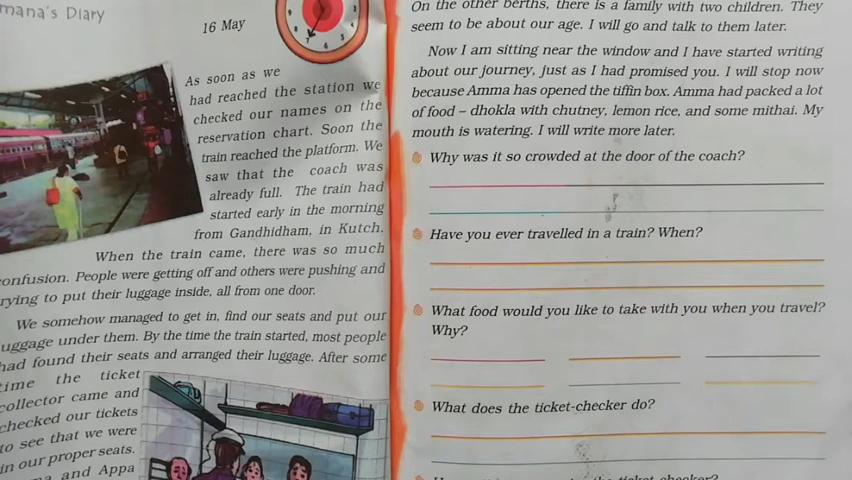 mana's Diary
16 May
As soon as we
had reached the station we
checked our names on the
reservation chart. Soon the
train reached the platform. We
saw that the coach was
already full. The train had
started early in the morning
from Gandhidham, in Kutch.
When the train came, there was so much
onfusion. People were getting off and others were pushing and
rying to put their luggage inside, all from one door.
We somehow managed to get in, find our seats and put our
uggage under them. By the time the train started, most people
had found their seats and arranged their luggage. After some
time the ticket
collector came and
checked our tickets
to see that we were
in our proper seats.
and Appa
On the other berths, there is a family with two children. They
seem to be about our age. I will go and talk to them later.
Now I am sitting near the window and I have started writing
about our journey, just as I had promised you. I will stop now
because Amma has opened the tiffin box. Amma had packed a lot
of food – dhokla with chutney, lemon rice, and some mithai. My
mouth is watering. I will write more later.
Why was it so crowded at the door of the coach?
Have you ever travelled in a train? When?
What food would you like to take with you when you travel?
Why?
What does the ticket-checker do?
the ticket checker?